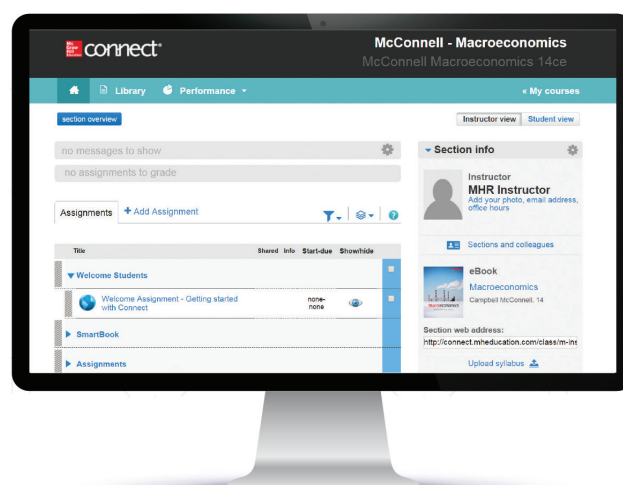 Mc
Graw
Hill
Education
connect®
McConnell - Macroeconomics
McConnell Macroeconomics 14ce
Library
Performance
« My courses
section overview
Instructor view
Student view
no messages to show
no assignments to grade
Section info
Instructor
MHR Instructor
Add your photo, email address,
office hours
Assignments
+ Add Assignment
?
Sections and colleagues
Title Shared Info Start-due Show/hide
Welcome Students
Welcome Assignment - Getting started
with Connect
none-
none
eBook
Macroeconomics
Campbell McConnell, 14
SmartBook
Section web address:
http://connect.mheducation.com/class/m-ins
Assignments
Upload syllabus